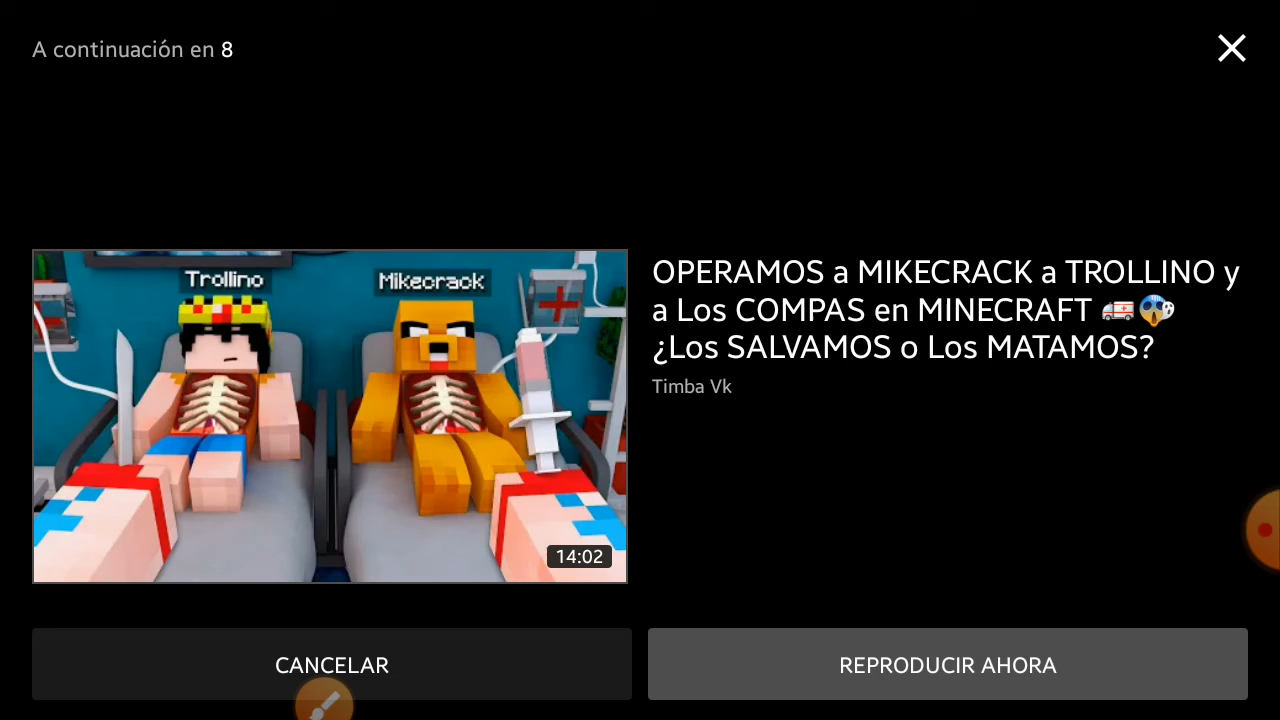 A continuación en 8
Trollino
Mikecrack
14:02
OPERAMOS a MIKECRACK a TROLLINO y
a Los COMPAS en MINECRAFT 🚑😱
¿Los SALVAMOS o Los MATAMOS?
Timba Vk
CANCELAR
REPRODUCIR AHORA